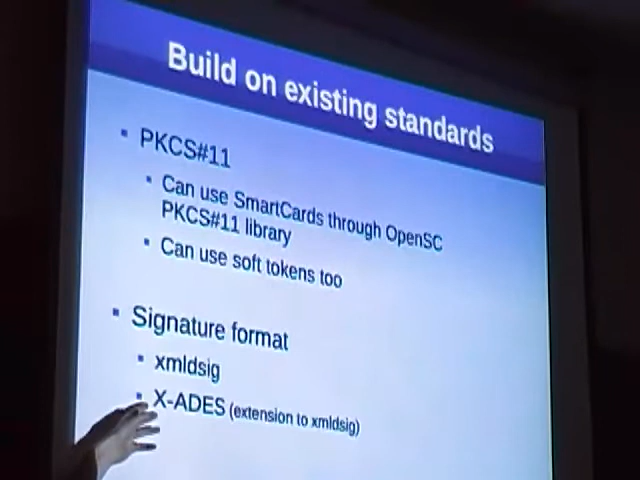 Build on existing standards
PKCS#11
Can use SmartCards through OpenSC
PKCS#11 library
Can use soft tokens too
Signature format
xmldsig
X-ADES (extension to xmldsig)